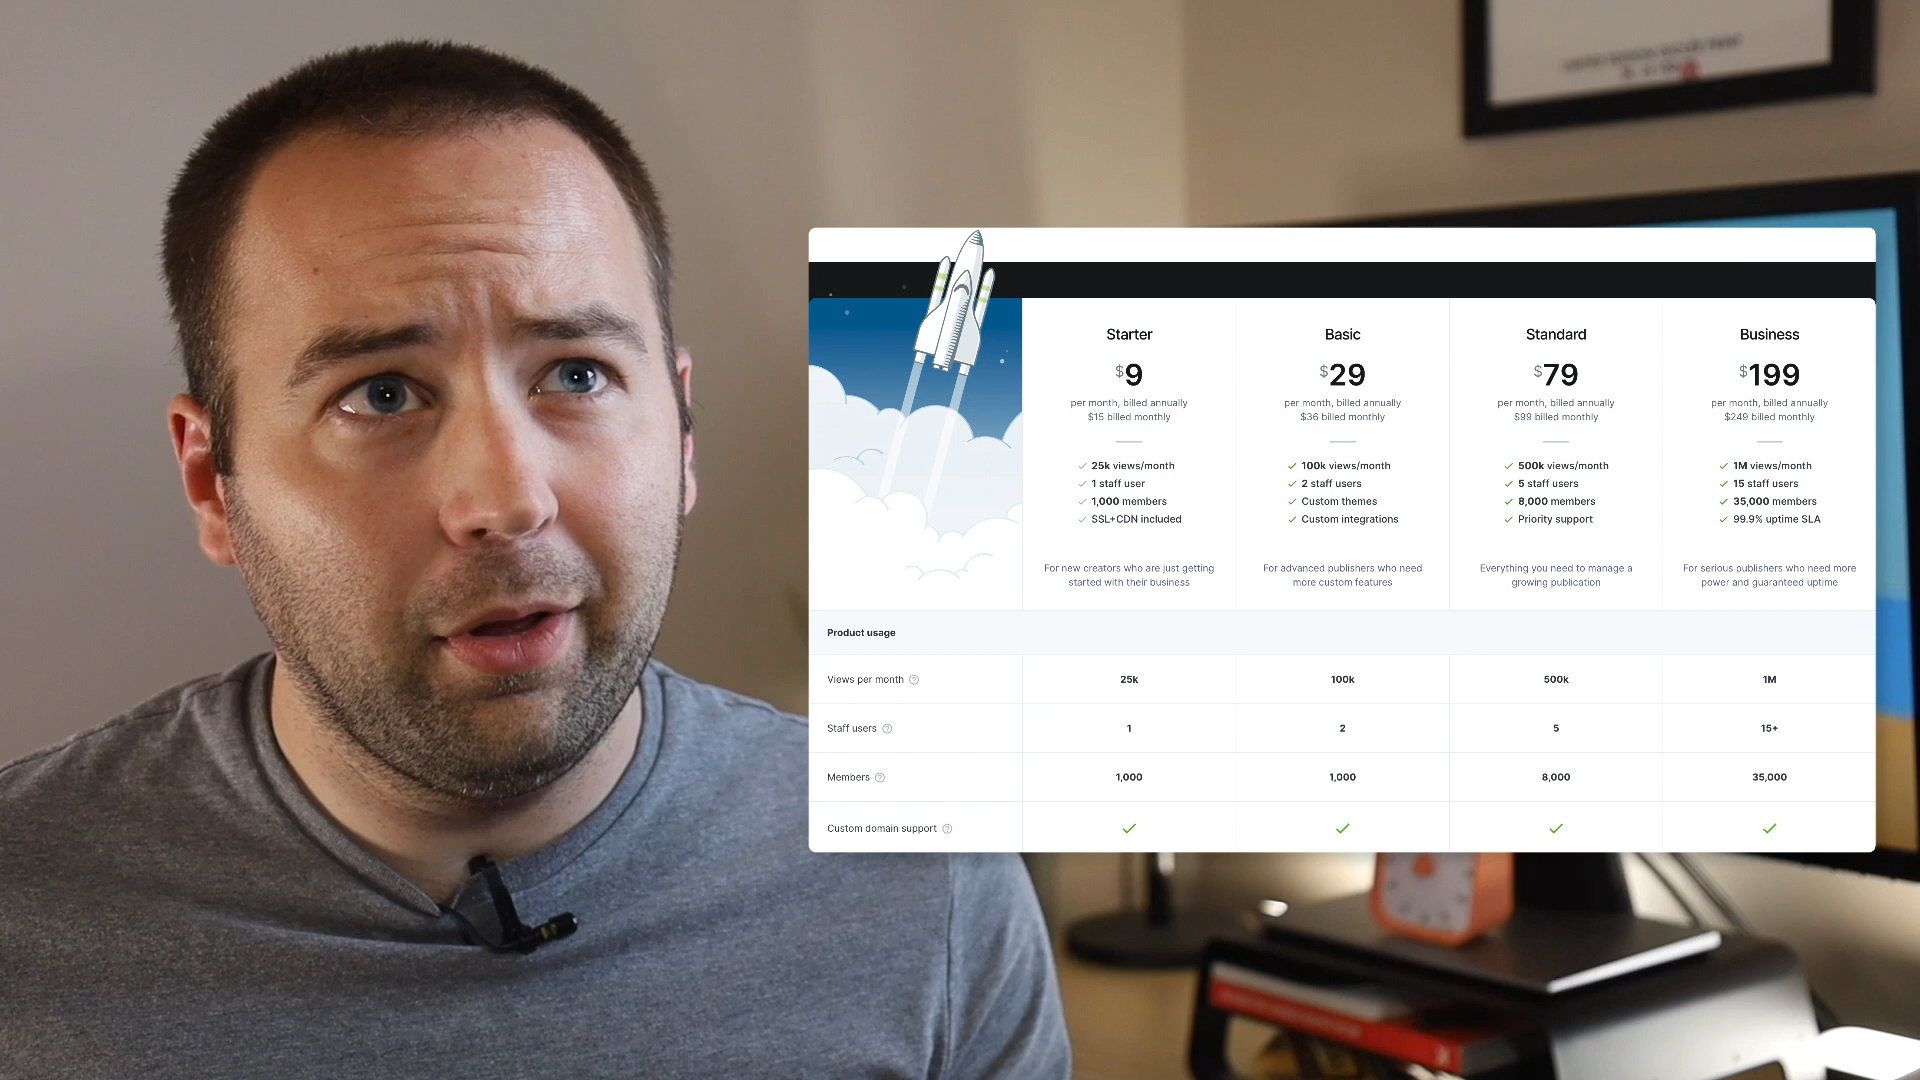 Starter
$9
per month, billed annually
$15 billed monthly
25k views/month
1 staff user
1,000 members
SSL+CDN included
For new creators who are just getting
started with their business
Basic
$29
per month, billed annually
$36 billed monthly
100k views/month
2 staff users
Custom themes
Custom integrations
For advanced publishers who need
more custom features
Standard
$79
per month, billed annually
$99 billed monthly
500k views/month
5 staff users
8,000 members
Priority support
Everything you need to manage a
growing publication
Business
$199
per month, billed annually
$249 billed monthly
1M views/month
15 staff users
35,000 members
99.9% uptime SLA
For serious publishers who need more
power and guaranteed uptime
Product usage
Views per month ? 25k 100k 500k 1M
Staff users ? 1 2 5 15+
Members ? 1,000 1,000 8,000 35,000
Custom domain support ?